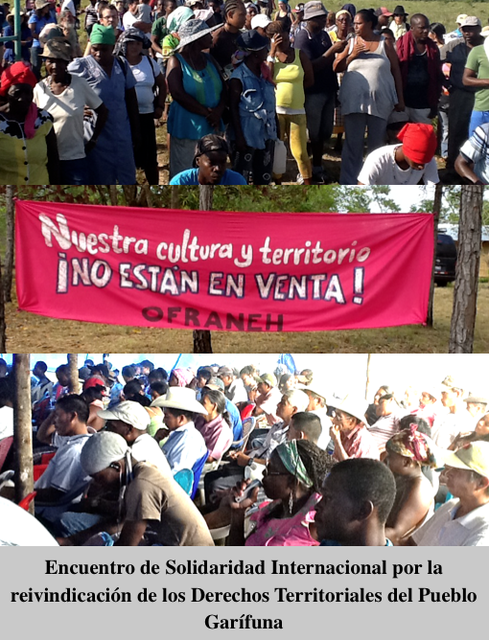 Nuestra cultura y territorio
¡NO ESTÁN EN VENTA!
OFRANEH
Encuentro de Solidaridad Internacional por la
reivindicación de los Derechos Territoriales del Pueblo
Garífuna